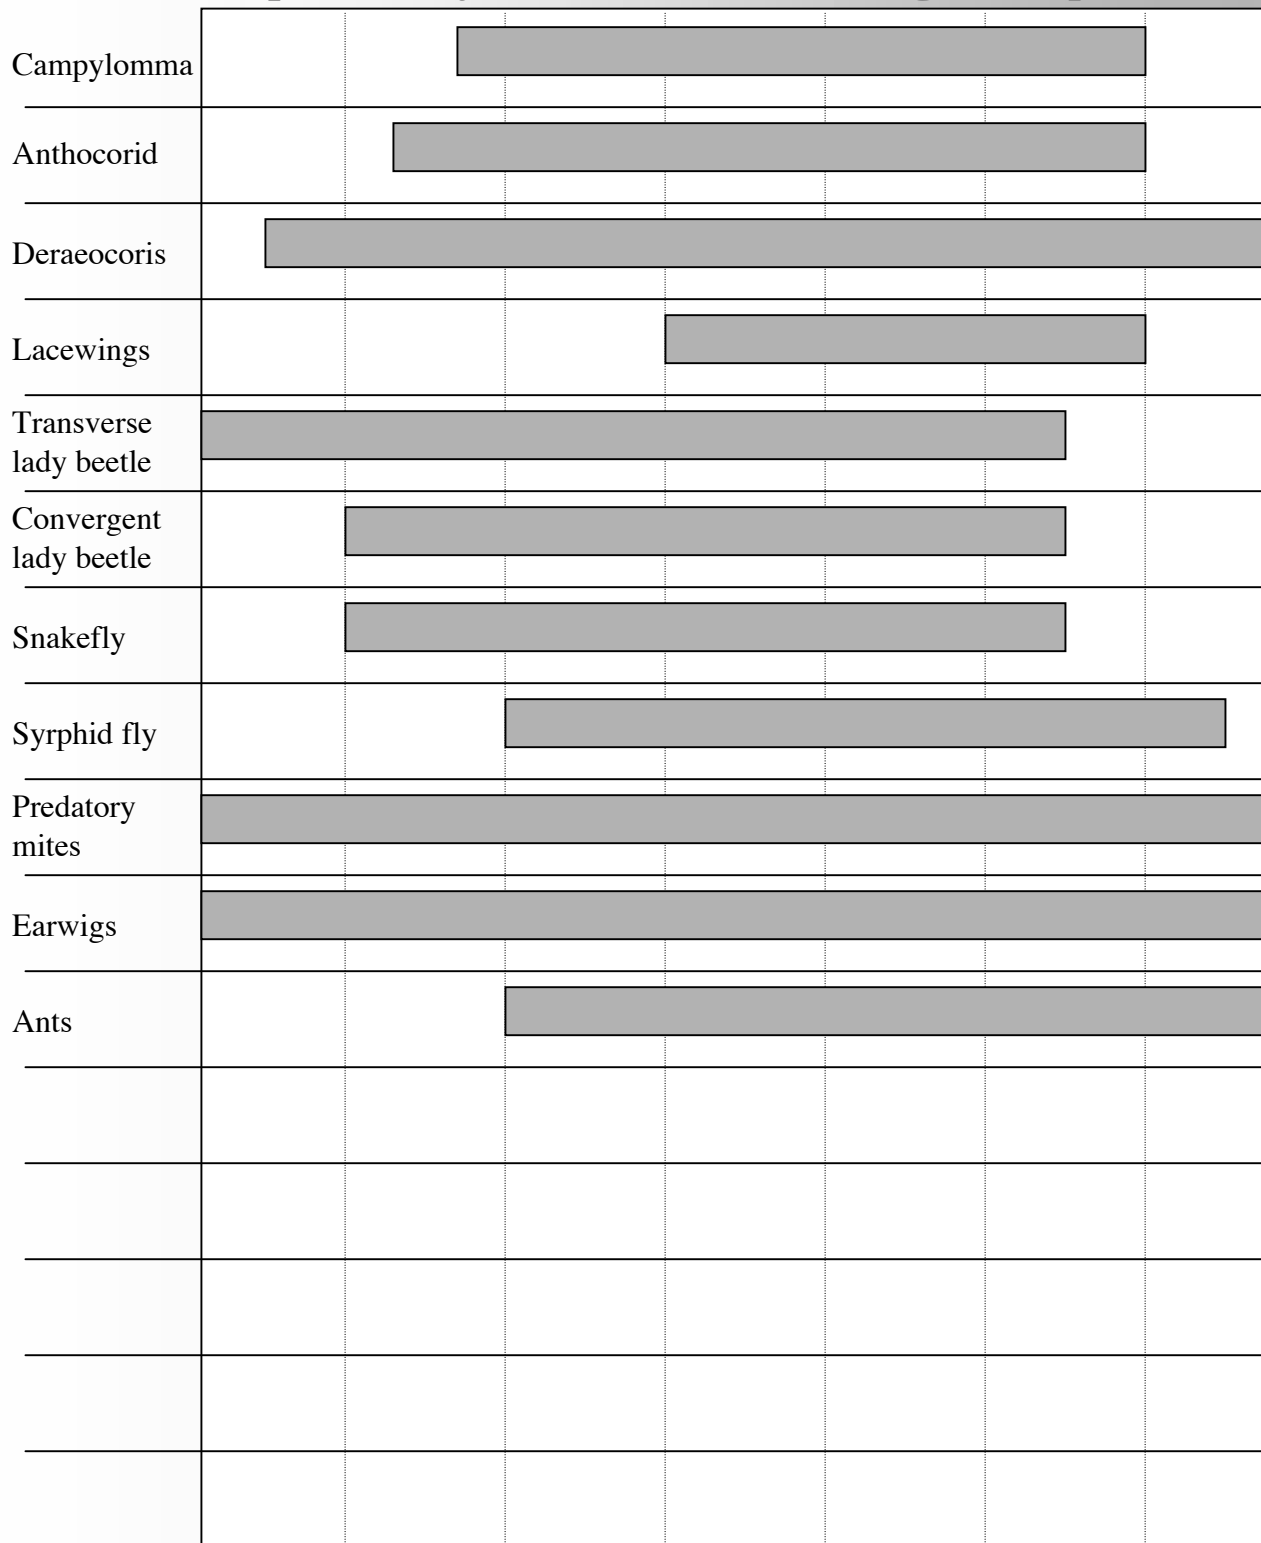 Campylomma
Anthocorid
Deraeocoris
Lacewings
Transverse
lady beetle
Convergent
lady beetle
Snakefly
Syrphid fly
Predatory
mites
Earwigs
Ants